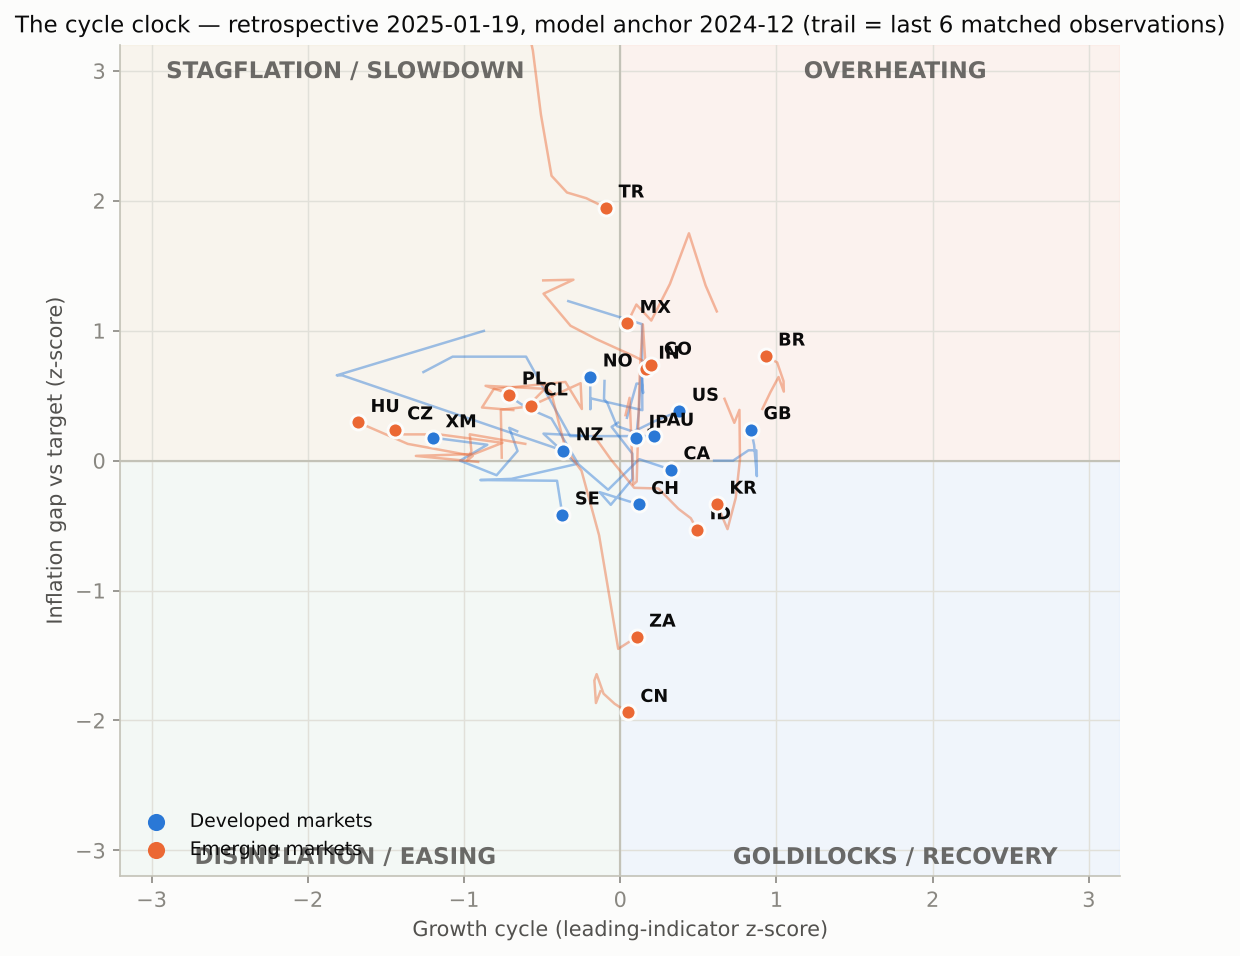 The cycle clock — retrospective 2025-01-19, model anchor 2024-12 (trail = last 6 matched observations)
STAGFLATION / SLOWDOWN
OVERHEATING
3
2
1
0
−1
−2
−3
Inflation gap vs target (z-score)
TR
MX
CO
IN
BR
NO
PL
CL
US
HU
CZ
XM
JP
AU
GB
NZ
CA
SE
CH
KR
ID
ZA
CN
Developed markets
Emerging markets
DISINFLATION / EASING
GOLDILOCKS / RECOVERY
−3
−2
−1
0
1
2
3
Growth cycle (leading-indicator z-score)